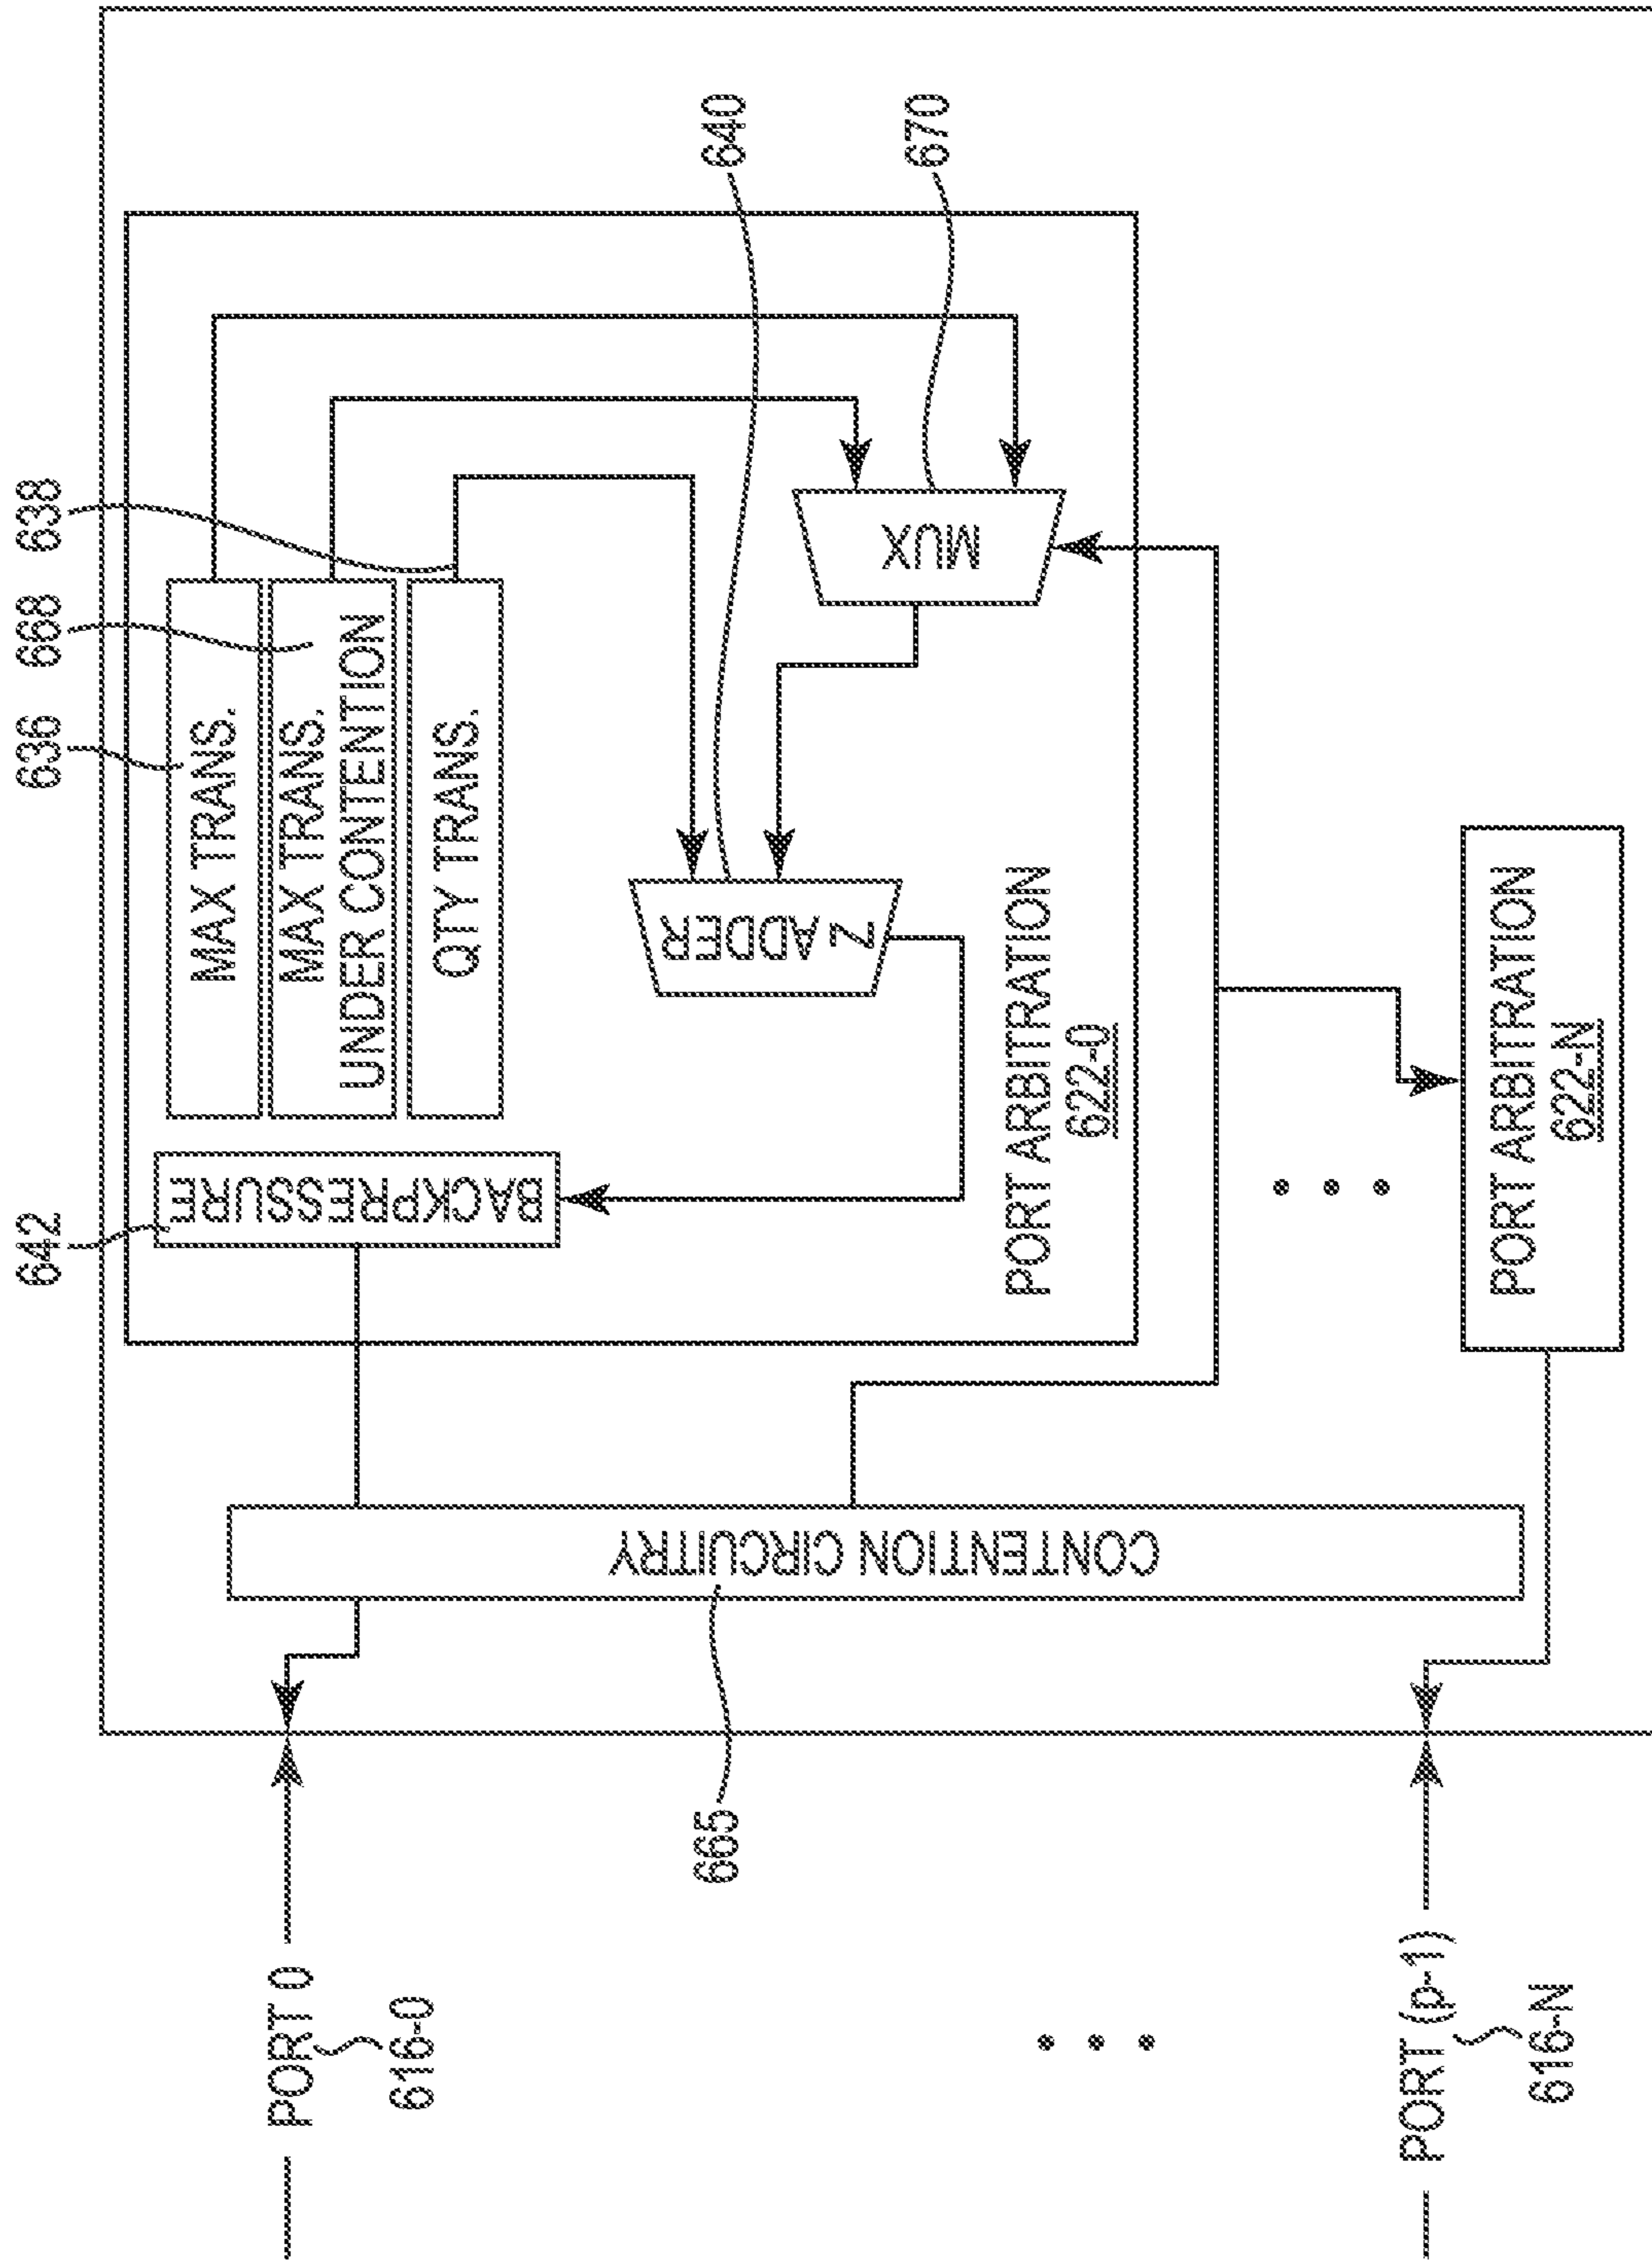 642
636
668
638
BACKPRESSURE
MAX TRANS.
MAX TRANS.
UNDER CONTENTION
QTY TRANS.
640
670
ADDER
Z
MUX
PORT ARBITRATION
622-0
CONTENTION CIRCUITRY
665
PORT 0
616-0
PORT ARBITRATION
622-N
PORT (p-1)
616-N